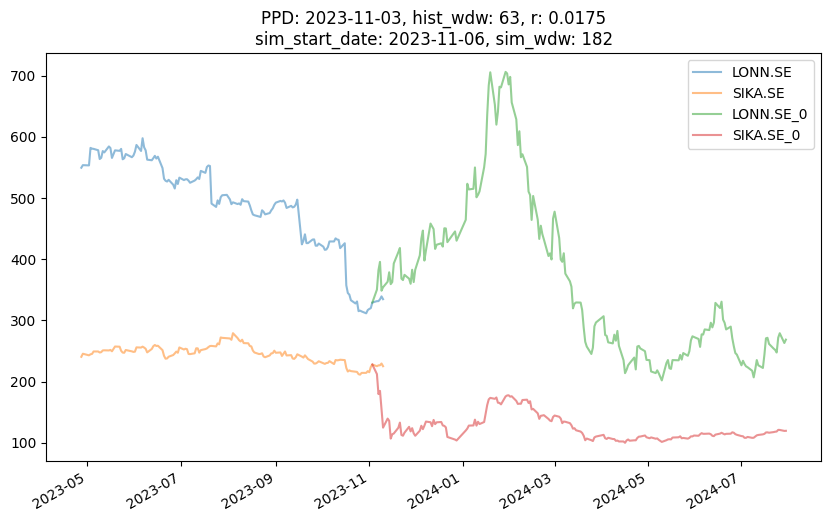 PPD: 2023-11-03, hist_wdw: 63, r: 0.0175
sim_start_date: 2023-11-06, sim_wdw: 182
LONN.SE
SIKA.SE
LONN.SE_0
SIKA.SE_0
700
600
500
400
300
200
100
2023-05
2023-07
2023-09
2023-11
2024-01
2024-03
2024-05
2024-07